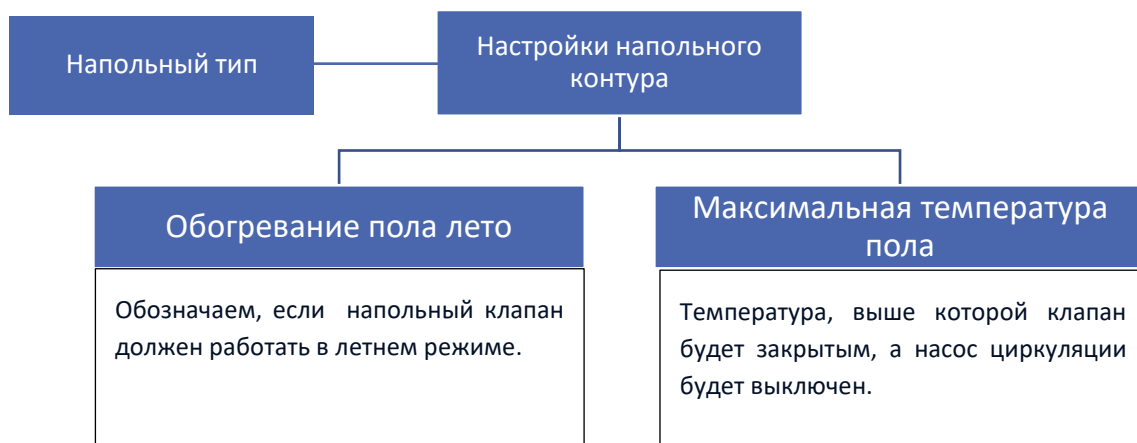 Напольный тип
Настройки напольного
контура
Обогревание пола лето
Обозначаем, если напольный клапан
должен работать в летнем режиме.
Максимальная температура
пола
Температура, выше которой клапан
будет закрытым, а насос циркуляции
будет выключен.